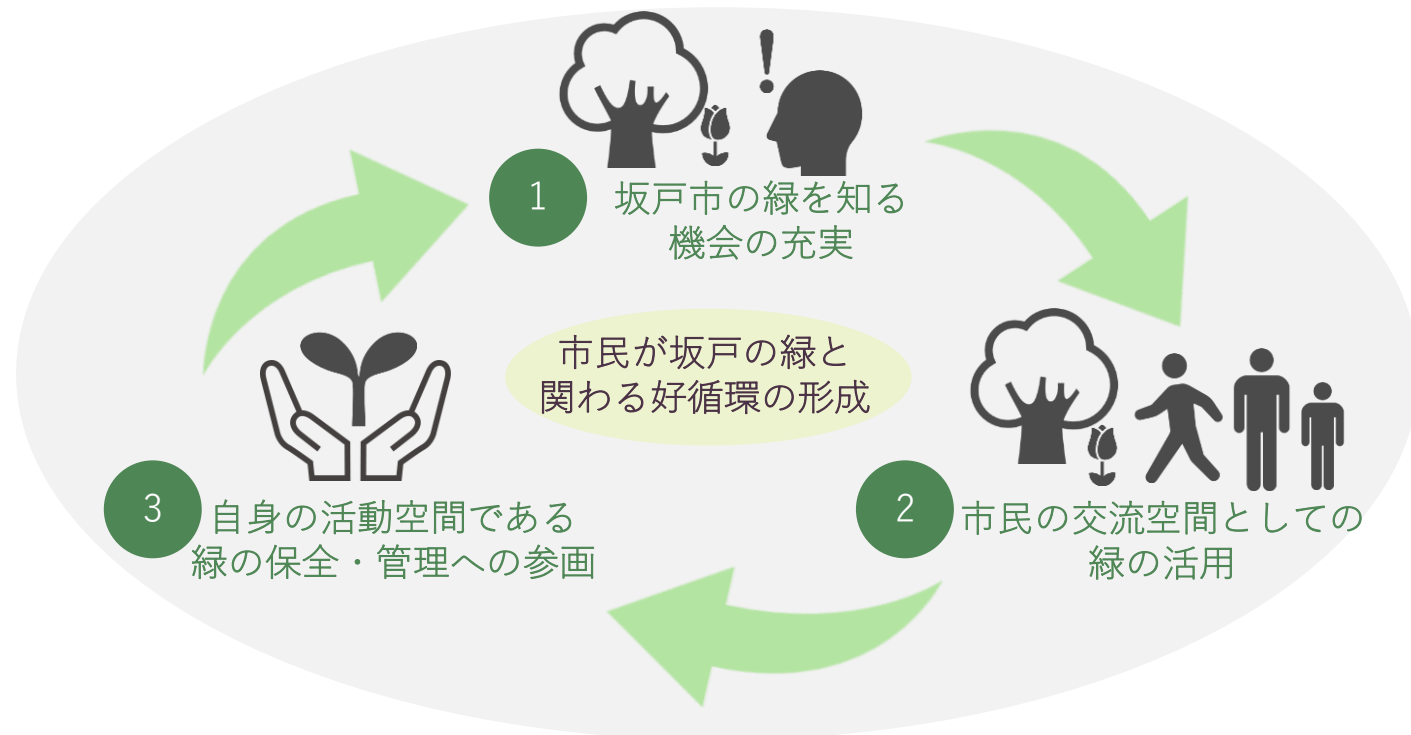 1
坂戸市の緑を知る
機会の充実
市民が坂戸の緑と
関わる好循環の形成
2
市民の交流空間としての
緑の活用
3
自身の活動空間である
緑の保全・管理への参画